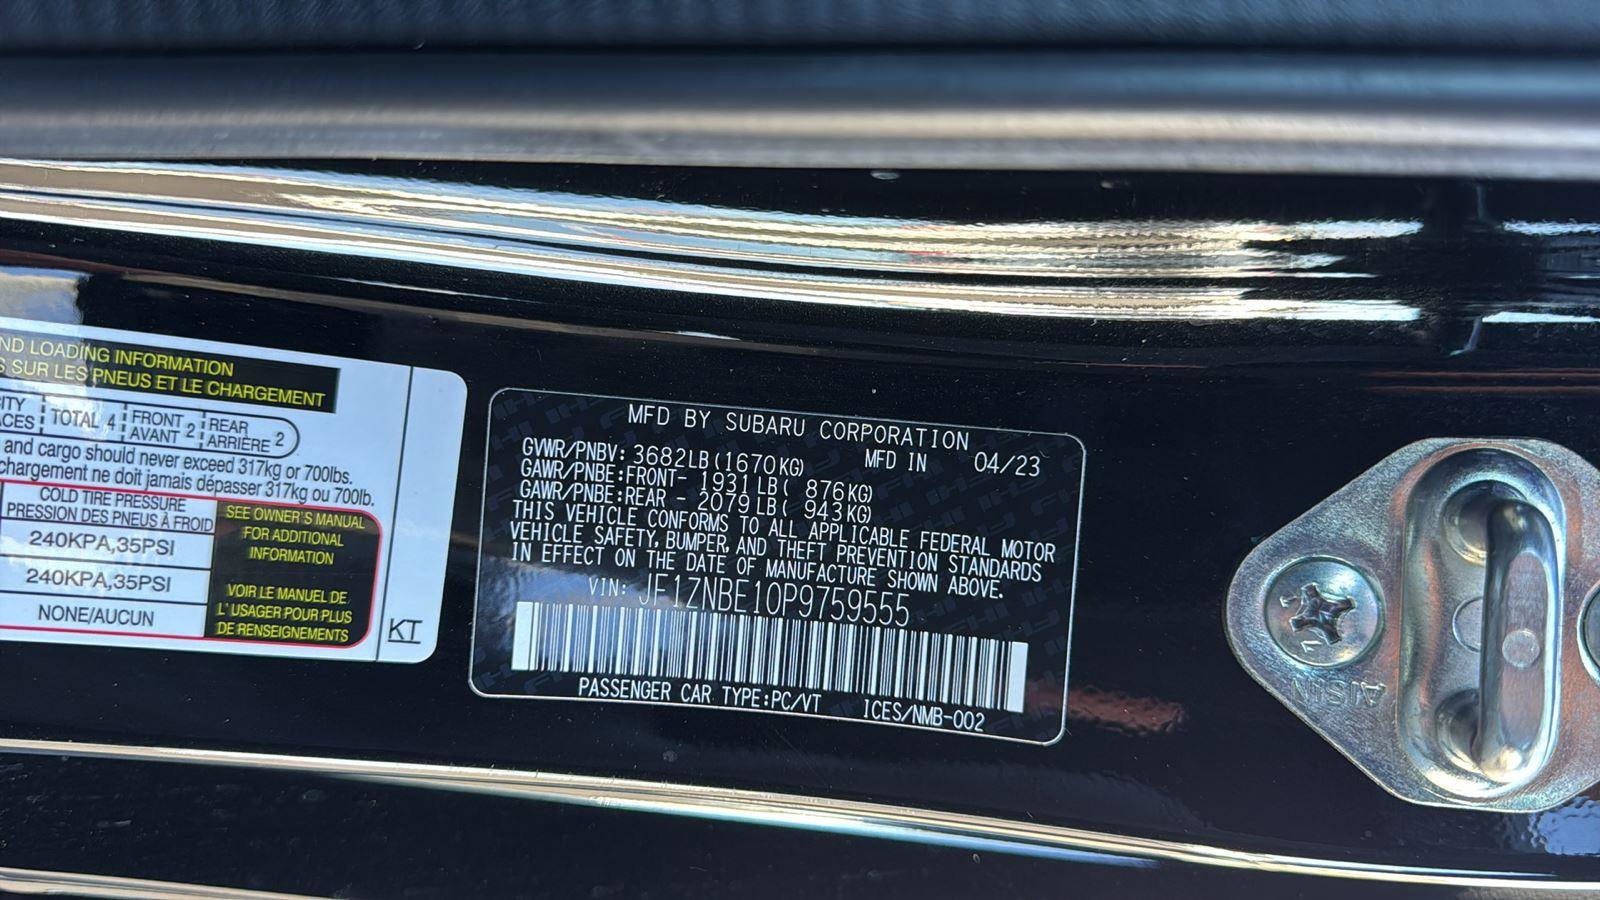 ND LOADING INFORMATION
S SUR LES PNEUS ET LE CHARGEMENT
ITY
ACES
TOTAL 4
FRONT
AVANT 2
REAR
ARRIÈRE 2
and cargo should never exceed 317kg or 700lbs.
chargement ne doit jamais dépasser 317kg ou 700lb.
COLD TIRE PRESSURE
PRESSION DES PNEUS À FROID
240KPA,35PSI
240KPA,35PSI
NONE/AUCUN
SEE OWNER'S MANUAL
FOR ADDITIONAL
INFORMATION
VOIR LE MANUEL DE
L' USAGER POUR PLUS
DE RENSEIGNEMENTS
KT
MFD BY SUBARU CORPORATION
GVWR/PNBV: 3682LB(1670KG) MFD IN 04/23
GAWR/PNBE:FRONT- 1931LB( 876KG)
GAWR/PNBE:REAR - 2079LB( 943KG)
THIS VEHICLE CONFORMS TO ALL APPLICABLE FEDERAL MOTOR
VEHICLE SAFETY, BUMPER, AND THEFT PREVENTION STANDARDS
IN EFFECT ON THE DATE OF MANUFACTURE SHOWN ABOVE.
VIN: JF1ZNBE10P9759555
PASSENGER CAR TYPE:PC/VT ICES/NMB-002
AISIN